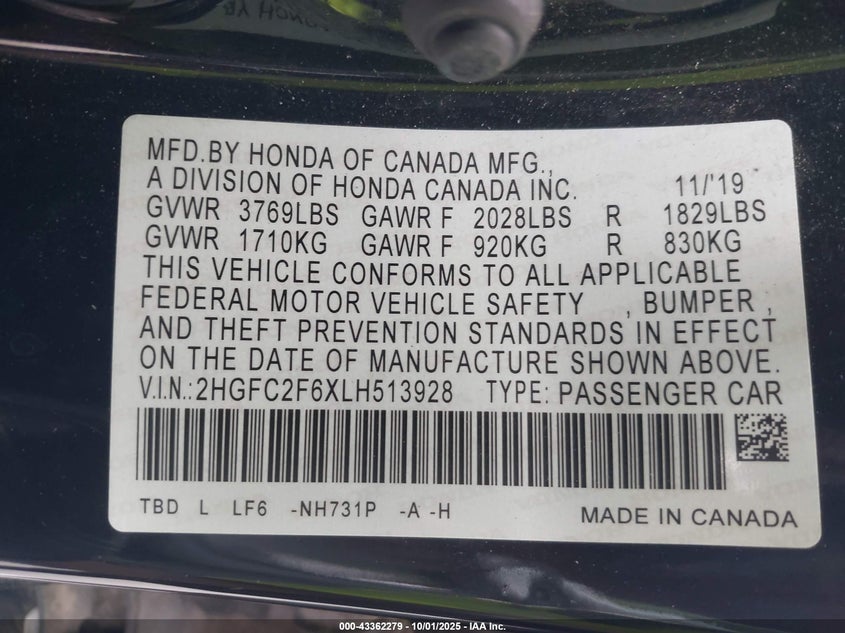 MFD.BY HONDA OF CANADA MFG.,
A DIVISION OF HONDA CANADA INC. 11/'19
GVWR 3769LBS GAWR F 2028LBS R 1829LBS
GVWR 1710KG GAWR F 920KG R 830KG
THIS VEHICLE CONFORMS TO ALL APPLICABLE
FEDERAL MOTOR VEHICLE SAFETY , BUMPER ,
AND THEFT PREVENTION STANDARDS IN EFFECT
ON THE DATE OF MANUFACTURE SHOWN ABOVE.
V.I.N.:2HGFC2F6XLH513928 TYPE: PASSENGER CAR
TBD L LF6 -NH731P -A -H MADE IN CANADA
000-43362279 - 10/01/2025 - IAA Inc.